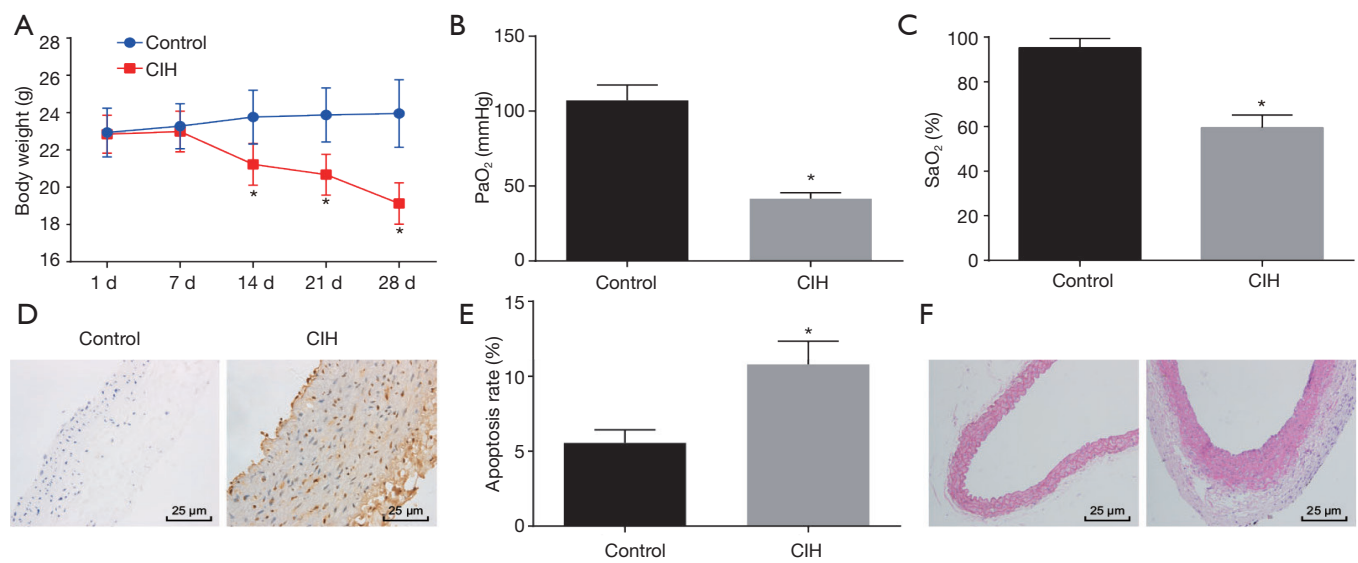 A
Body weight (g)
28
26
24
22
20
18
16
Control
CIH
*
*
*
1 d
7 d
14 d
21 d
28 d
B
PaO₂ (mmHg)
150
100
50
0
*
Control
CIH
C
SaO₂ (%)
100
80
60
40
20
0
*
Control
CIH
D
Control
CIH
25 µm
25 µm
E
Apoptosis rate (%)
15
10
5
0
*
Control
CIH
F
25 µm
25 µm